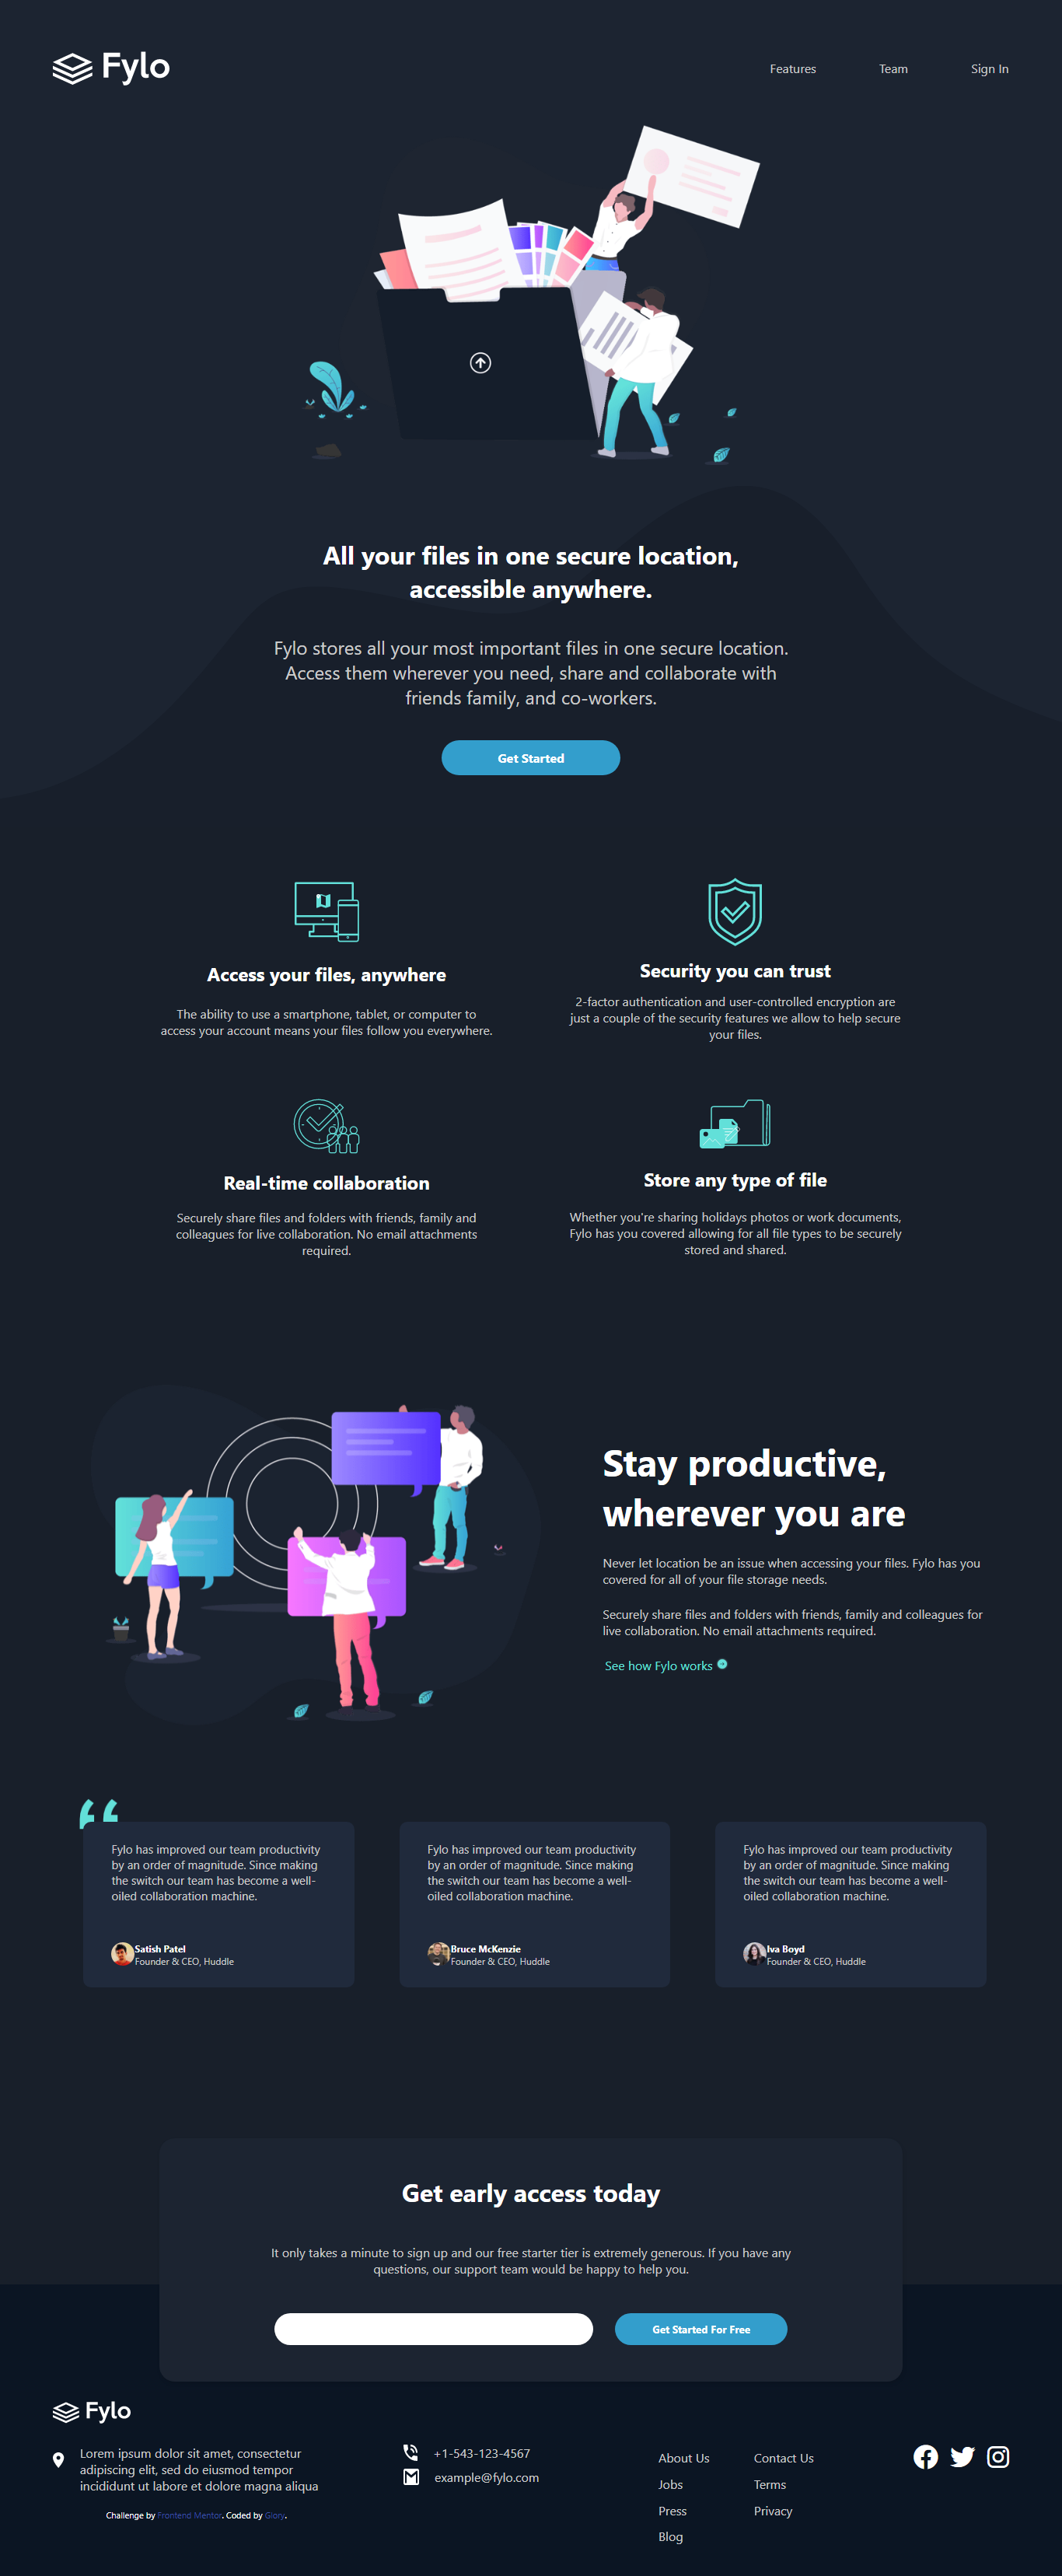 Fylo
Features
Team
Sign In
All your files in one secure location,
accessible anywhere.
Fylo stores all your most important files in one secure location.
Access them wherever you need, share and collaborate with
friends family, and co-workers.
Get Started
Access your files, anywhere
The ability to use a smartphone, tablet, or computer to
access your account means your files follow you everywhere.
Security you can trust
2-factor authentication and user-controlled encryption are
just a couple of the security features we allow to help secure
your files.
Real-time collaboration
Securely share files and folders with friends, family and
colleagues for live collaboration. No email attachments
required.
Store any type of file
Whether you're sharing holidays photos or work documents,
Fylo has you covered allowing for all file types to be securely
stored and shared.
Stay productive,
wherever you are
Never let location be an issue when accessing your files. Fylo has you
covered for all of your file storage needs.
Securely share files and folders with friends, family and colleagues for
live collaboration. No email attachments required.
See how Fylo works
“
Fylo has improved our team productivity
by an order of magnitude. Since making
the switch our team has become a well-
oiled collaboration machine.
Satish Patel
Founder & CEO, Huddle
Fylo has improved our team productivity
by an order of magnitude. Since making
the switch our team has become a well-
oiled collaboration machine.
Bruce McKenzie
Founder & CEO, Huddle
Fylo has improved our team productivity
by an order of magnitude. Since making
the switch our team has become a well-
oiled collaboration machine.
Iva Boyd
Founder & CEO, Huddle
Get early access today
It only takes a minute to sign up and our free starter tier is extremely generous. If you have any
questions, our support team would be happy to help you.
Get Started For Free
Fylo
Lorem ipsum dolor sit amet, consectetur
adipiscing elit, sed do eiusmod tempor
incididunt ut labore et dolore magna aliqua
Challenge by Frontend Mentor. Coded by Glory.
+1-543-123-4567
example@fylo.com
About Us
Jobs
Press
Blog
Contact Us
Terms
Privacy